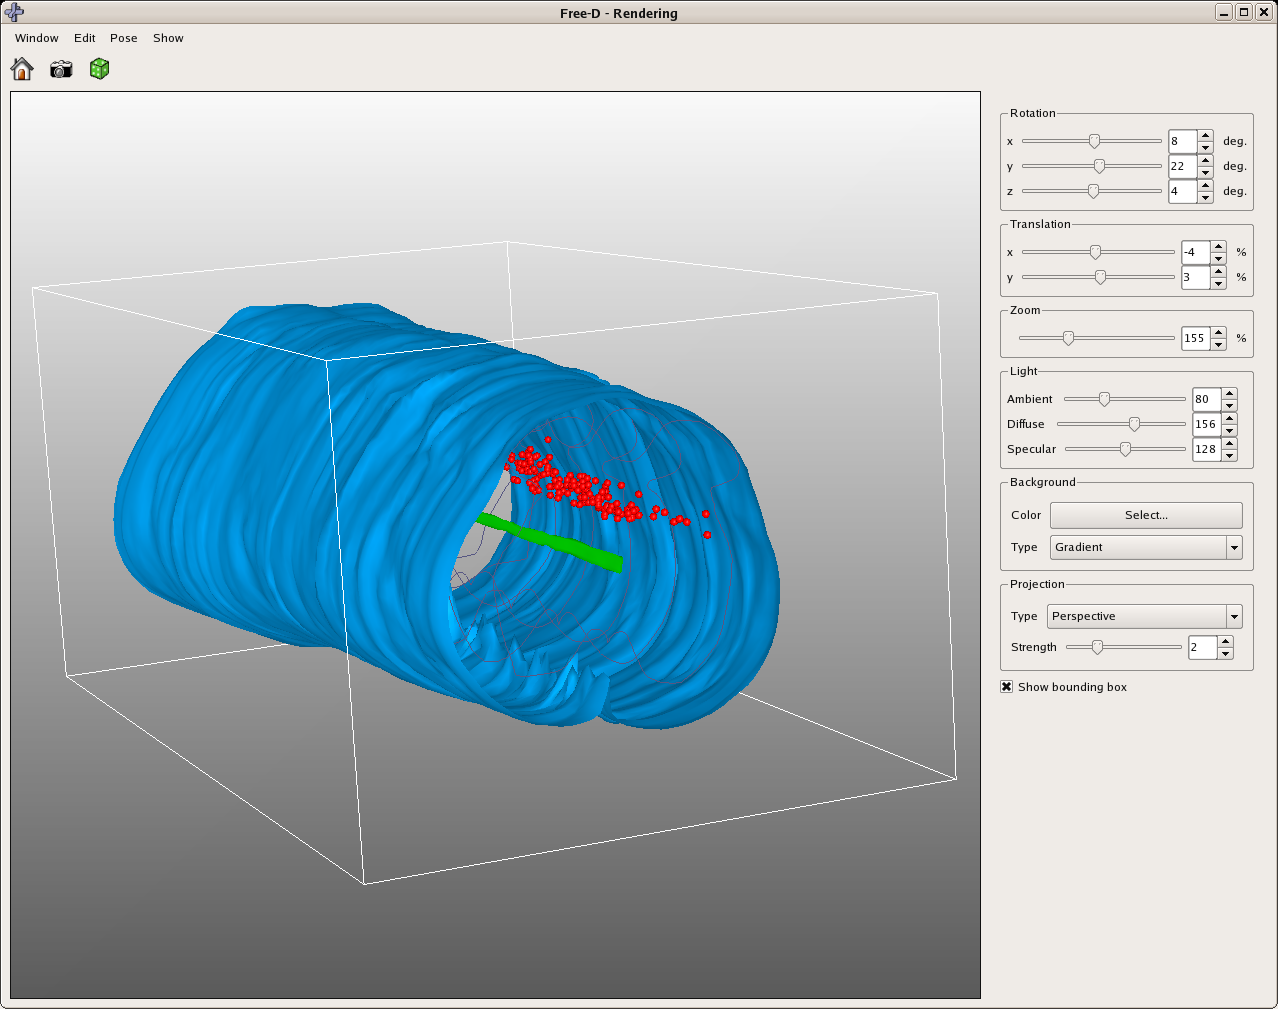 Free-D - Rendering
Window Edit Pose Show
Rotation
x 8 deg.
y 22 deg.
z 4 deg.
Translation
x -4 %
y 3 %
Zoom
155 %
Light
Ambient 80
Diffuse 156
Specular 128
Background
Color Select...
Type Gradient
Projection
Type Perspective
Strength 2
Show bounding box